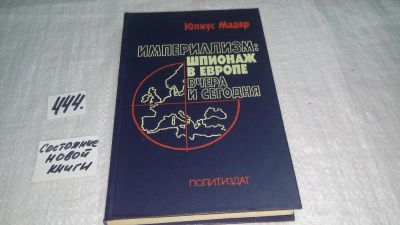 Юлиус Мадер
ИМПЕРИАЛИЗМ:
ШПИОНАЖ
В ЕВРОПЕ
ВЧЕРА
И СЕГОДНЯ
ПОЛИТИЗДАТ
444.
Состояние
новой
книги